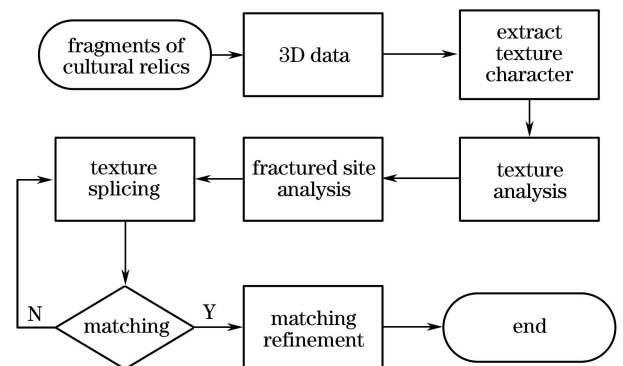 fragments of
cultural relics
3D data
extract
texture
character
texture
splicing
fractured site
analysis
texture
analysis
N
matching
Y
matching
refinement
end